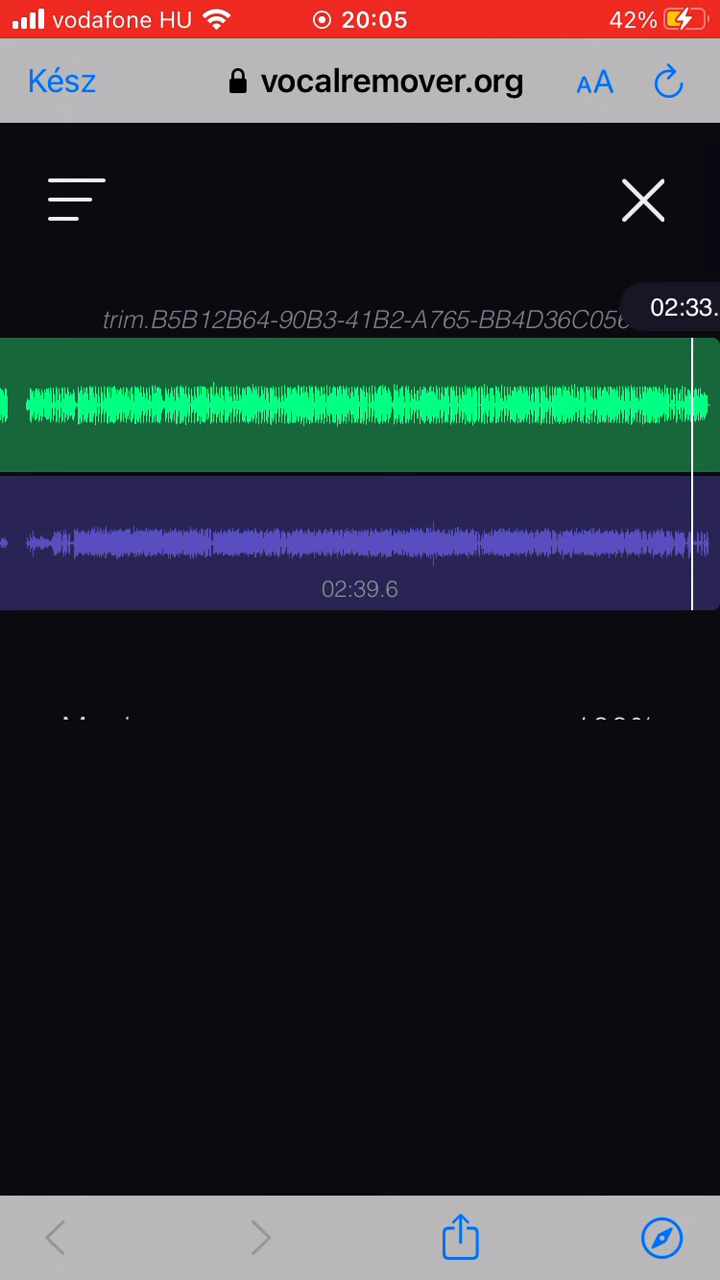 vodafone HU 20:05 42%
Kész vocalremover.org AA
02:33.
trim.B5B12B64-90B3-41B2-A765-BB4D36C056
02:39.6